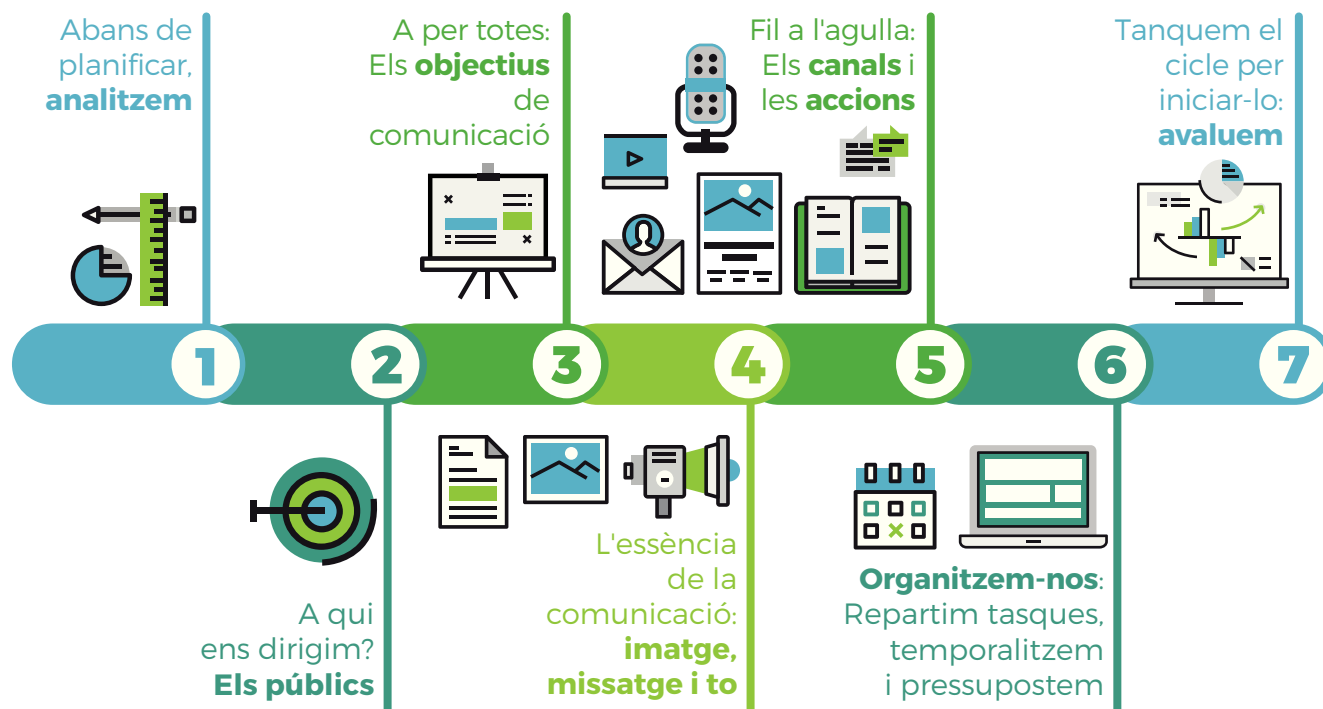 Abans de
planificar,
analitzem
A per totes:
Els objectius
de
comunicació
Fil a l'agulla:
Els canals i
les accions
Tanquem el
cicle per
iniciar-lo:
avaluem
1
2
3
4
5
6
7
A qui
ens dirigim?
Els públics
L'essència
de la
comunicació:
imatge,
missatge i to
Organitzem-nos:
Repartim tasques,
temporalitzem
i pressupostem